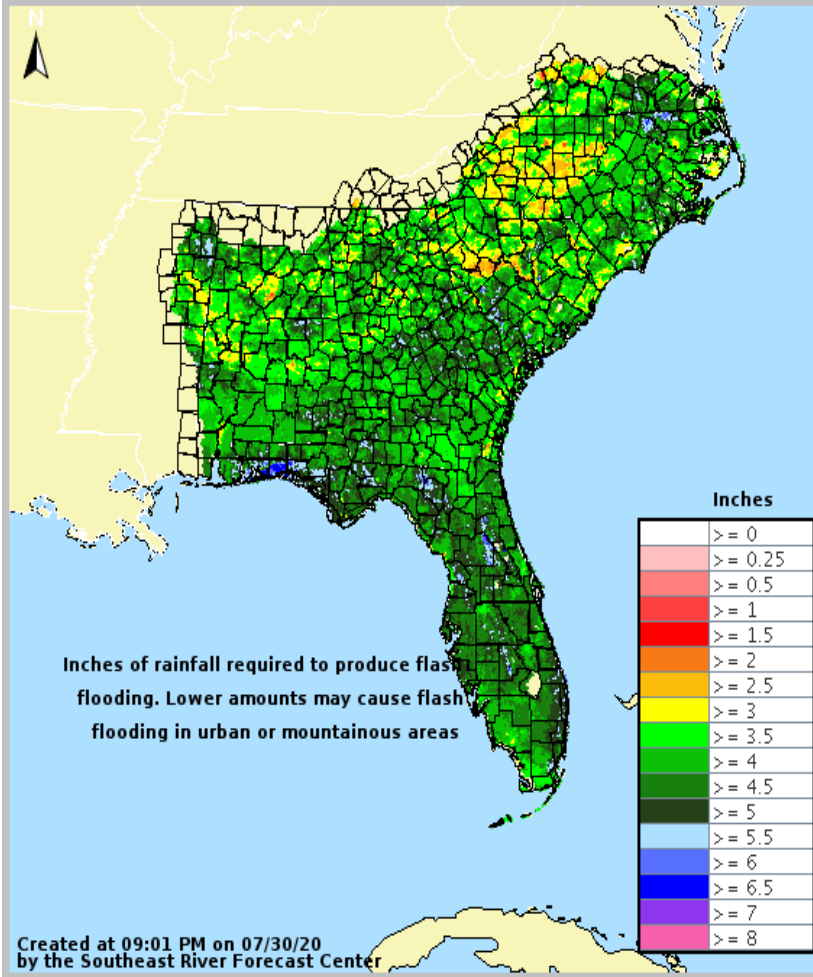 N
Inches
>= 0
>= 0.25
>= 0.5
>= 1
>= 1.5
>= 2
>= 2.5
>= 3
>= 3.5
>= 4
>= 4.5
>= 5
>= 5.5
>= 6
>= 6.5
>= 7
>= 8
Inches of rainfall required to produce flash
flooding. Lower amounts may cause flash
flooding in urban or mountainous areas
Created at 09:01 PM on 07/30/20
by the Southeast River Forecast Center